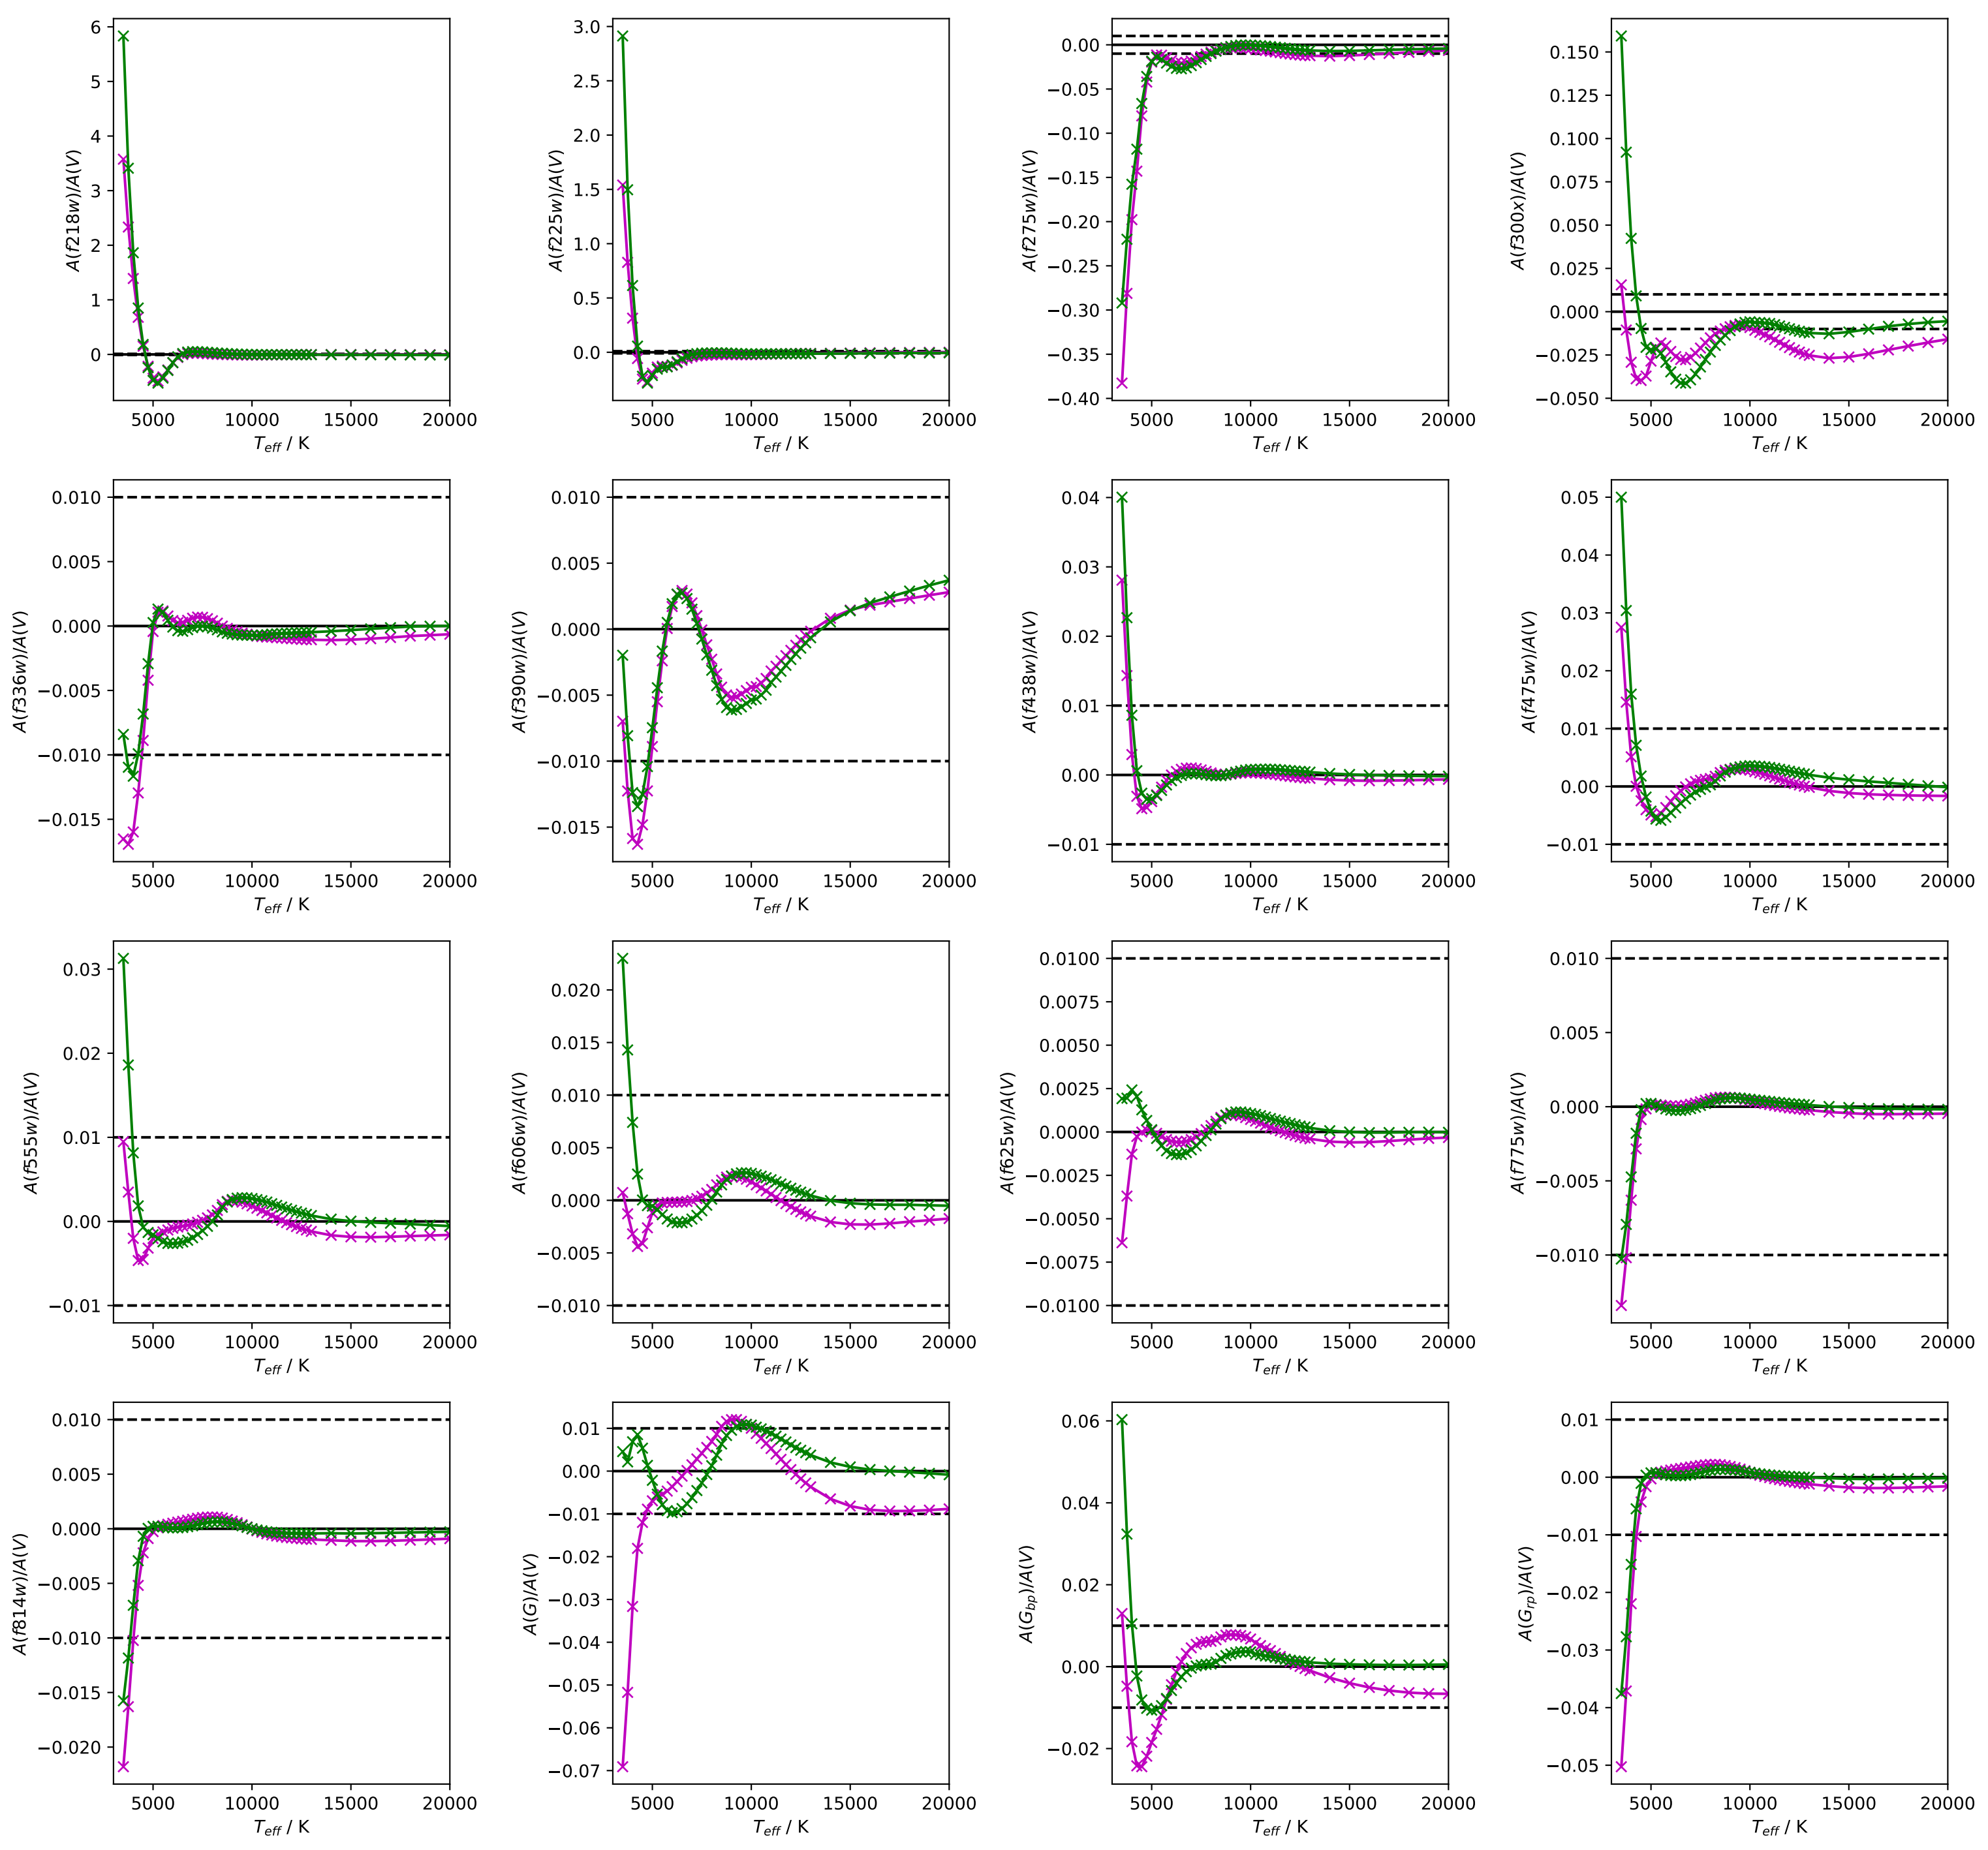 A(f218w)/A(V)
6
5
4
3
2
1
0
5000 10000 15000 20000
T_eff / K
A(f225w)/A(V)
3.0
2.5
2.0
1.5
1.0
0.5
0.0
5000 10000 15000 20000
T_eff / K
A(f275w)/A(V)
0.00
−0.05
−0.10
−0.15
−0.20
−0.25
−0.30
−0.35
−0.40
5000 10000 15000 20000
T_eff / K
A(f300x)/A(V)
0.150
0.125
0.100
0.075
0.050
0.025
0.000
−0.025
−0.050
5000 10000 15000 20000
T_eff / K
A(f336w)/A(V)
0.010
0.005
0.000
−0.005
−0.010
−0.015
5000 10000 15000 20000
T_eff / K
A(f390w)/A(V)
0.010
0.005
0.000
−0.005
−0.010
−0.015
5000 10000 15000 20000
T_eff / K
A(f438w)/A(V)
0.04
0.03
0.02
0.01
0.00
−0.01
5000 10000 15000 20000
T_eff / K
A(f475w)/A(V)
0.05
0.04
0.03
0.02
0.01
0.00
−0.01
5000 10000 15000 20000
T_eff / K
A(f555w)/A(V)
0.03
0.02
0.01
0.00
−0.01
5000 10000 15000 20000
T_eff / K
A(f606w)/A(V)
0.020
0.015
0.010
0.005
0.000
−0.005
−0.010
5000 10000 15000 20000
T_eff / K
A(f625w)/A(V)
0.0100
0.0075
0.0050
0.0025
0.0000
−0.0025
−0.0050
−0.0075
−0.0100
5000 10000 15000 20000
T_eff / K
A(f775w)/A(V)
0.010
0.005
0.000
−0.005
−0.010
5000 10000 15000 20000
T_eff / K
A(f814w)/A(V)
0.010
0.005
0.000
−0.005
−0.010
−0.015
−0.020
5000 10000 15000 20000
T_eff / K
A(G)/A(V)
0.01
0.00
−0.01
−0.02
−0.03
−0.04
−0.05
−0.06
−0.07
5000 10000 15000 20000
T_eff / K
A(G_bp)/A(V)
0.06
0.04
0.02
0.00
−0.02
5000 10000 15000 20000
T_eff / K
A(G_rp)/A(V)
0.01
0.00
−0.01
−0.02
−0.03
−0.04
−0.05
5000 10000 15000 20000
T_eff / K